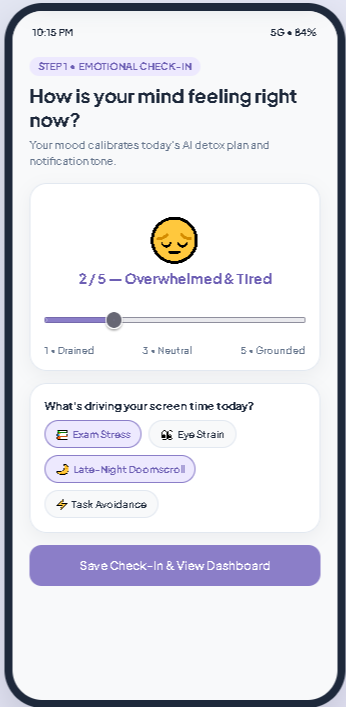 10:15 PM
5G • 84%
STEP 1 • EMOTIONAL CHECK-IN
How is your mind feeling right
now?
Your mood calibrates today's AI detox plan and
notification tone.
2 / 5 — Overwhelmed & Tired
1 • Drained
3 • Neutral
5 • Grounded
What's driving your screen time today?
Exam Stress
Eye Strain
Late-Night Doomscroll
Task Avoidance
Save Check-In & View Dashboard